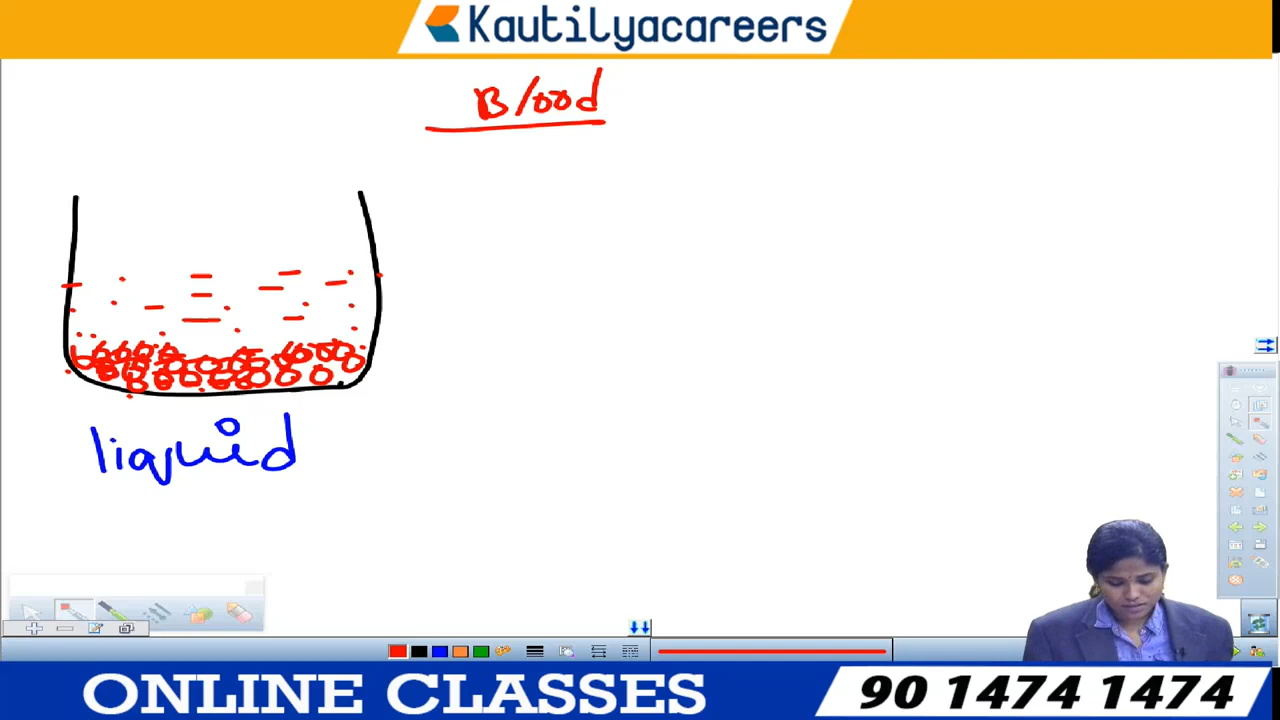 Kautilyacareers
Blood
liquid
ONLINE CLASSES
90 1474 1474